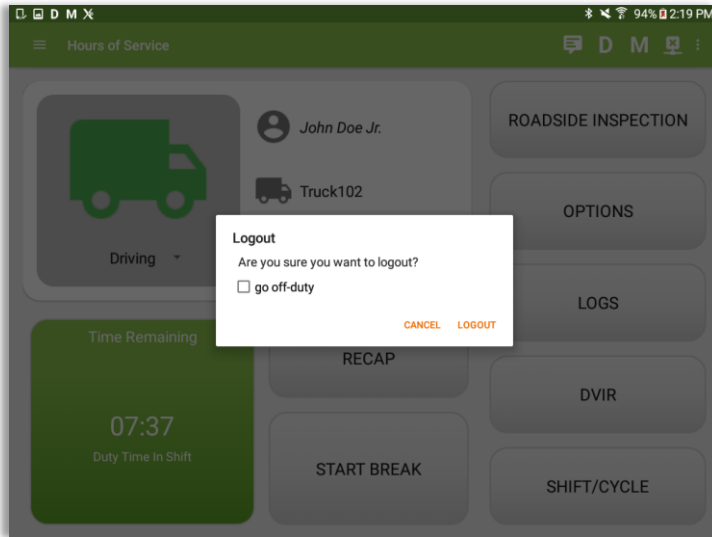 D M 94% 2:19 PM
Hours of Service D M
John Doe Jr.
Truck102
Driving
Logout
Are you sure you want to logout?
go off-duty
CANCEL LOGOUT
Time Remaining
07:37
Duty Time In Shift
RECAP
START BREAK
ROADSIDE INSPECTION
OPTIONS
LOGS
DVIR
SHIFT/CYCLE